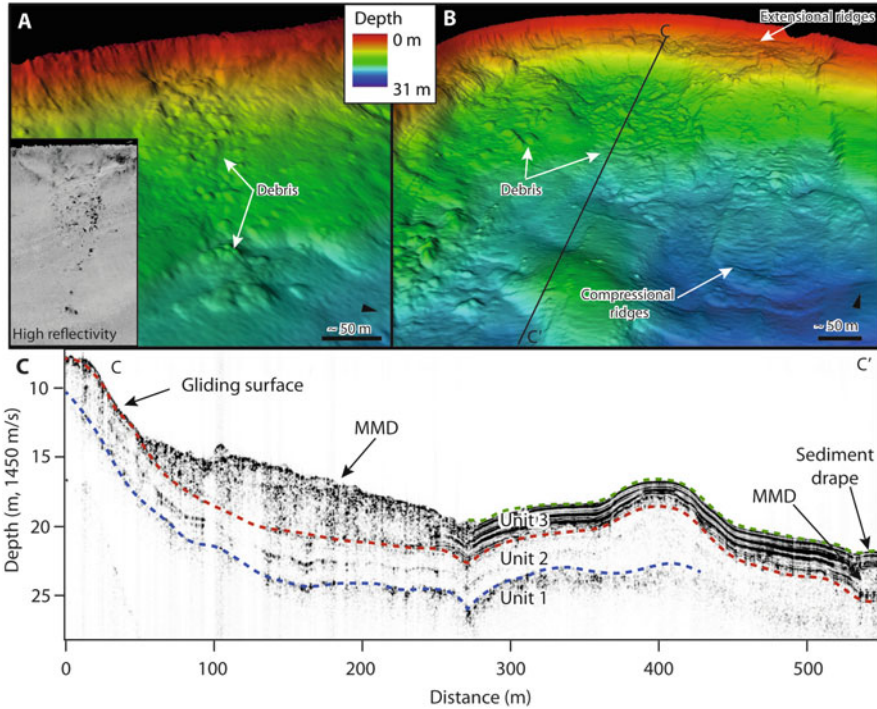 A
Depth
0 m
31 m
Debris
High reflectivity
~ 50 m
B
C
Extensional ridges
Debris
Compressional
ridges
C'
~ 50 m
C
C
C'
Gliding surface
MMD
Sediment
drape
MMD
Unit 3
Unit 2
Unit 1
Depth (m, 1450 m/s)
10
15
20
25
0
100
200
300
400
500
Distance (m)